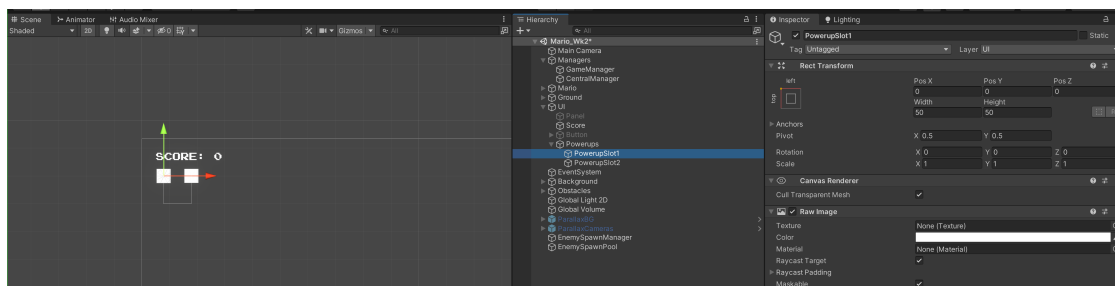 Scene Animator Audio Mixer
Shaded 2D 0 Gizmos All
SCORE: 0
Hierarchy
All
Mario_Wk2*
Main Camera
Managers
GameManager
CentralManager
Mario
Ground
UI
Panel
Score
Button
Powerups
PowerupSlot1
PowerupSlot2
EventSystem
Background
Obstacles
Global Light 2D
Global Volume
ParallaxBG
ParallaxCameras
EnemySpawnManager
EnemySpawnPool
Inspector Lighting
PowerupSlot1 Static
Tag Untagged Layer UI
Rect Transform
left Pos X Pos Y Pos Z
top 0 0 0
Width Height
50 50
Anchors
Pivot X 0.5 Y 0.5
Rotation X 0 Y 0 Z 0
Scale X 1 Y 1 Z 1
Canvas Renderer
Cull Transparent Mesh
Raw Image
Texture None (Texture)
Color
Material None (Material)
Raycast Target
Raycast Padding
Maskable